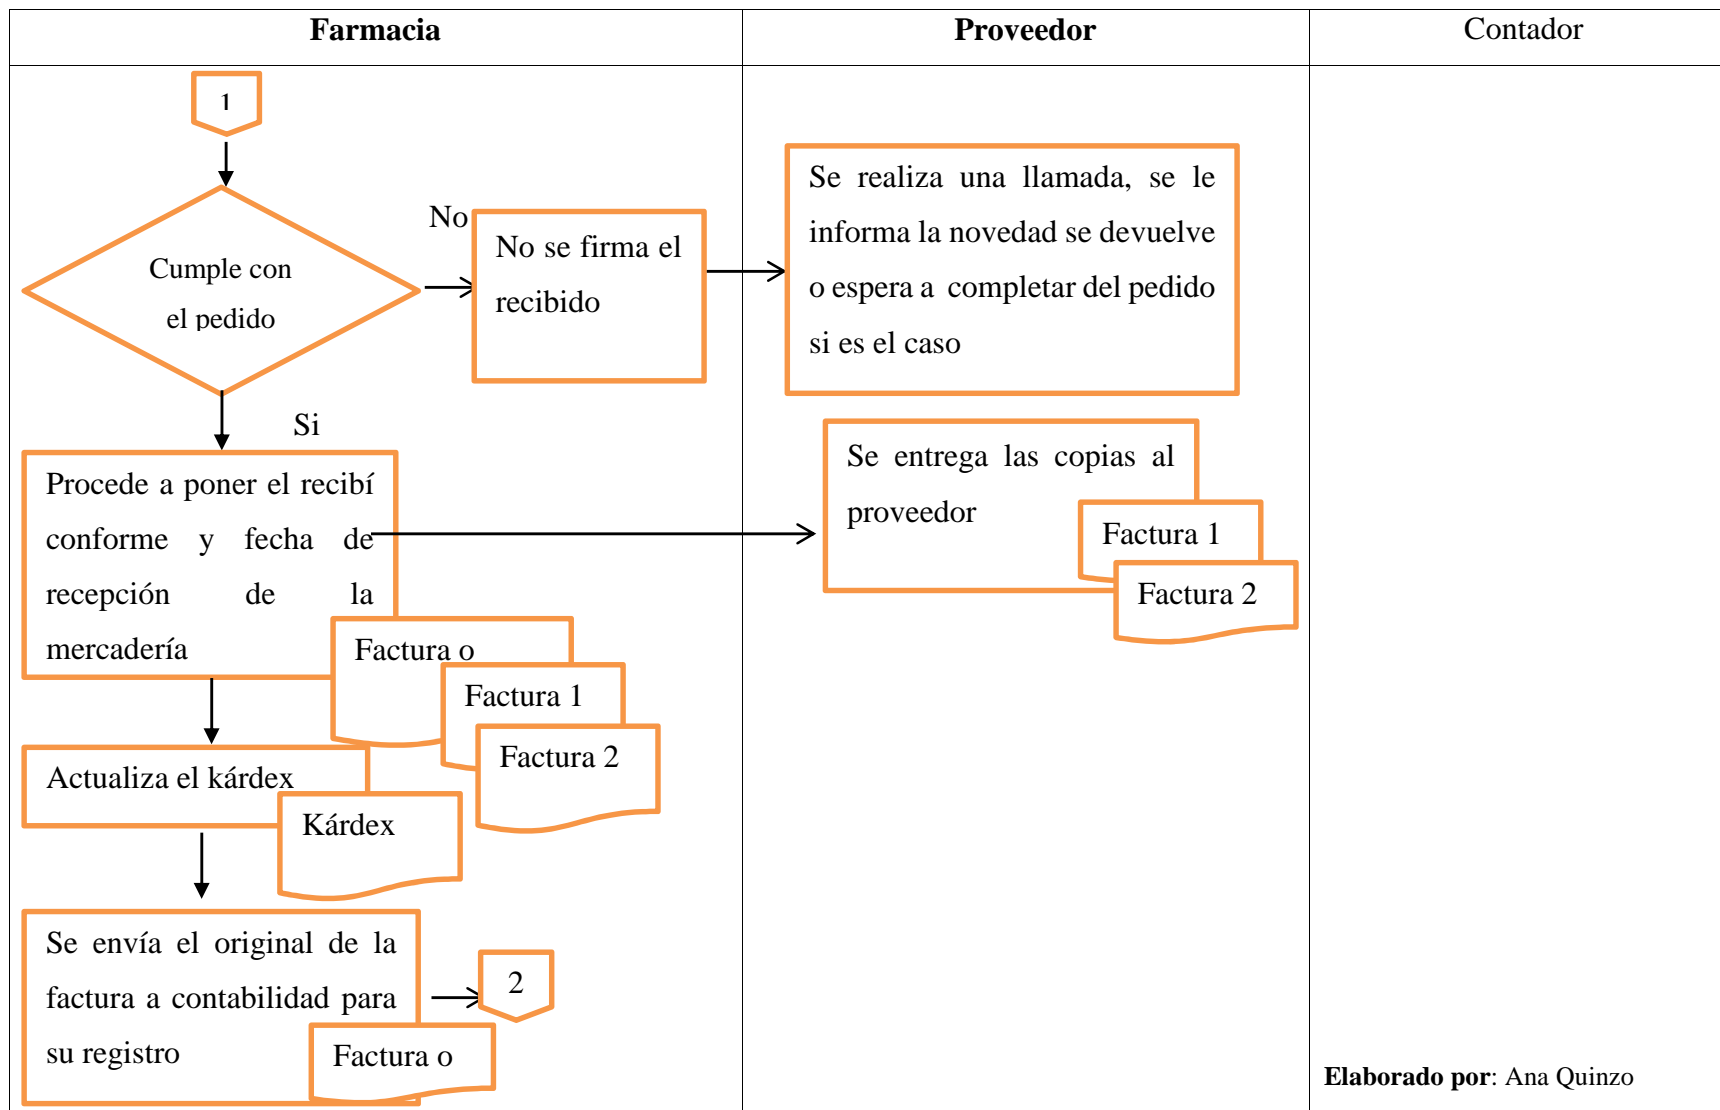 Farmacia
Proveedor
Contador
1
Cumple con
el pedido
No
No se firma el
recibido
Se realiza una llamada, se le
informa la novedad se devuelve
o espera a completar del pedido
si es el caso
Si
Procede a poner el recibí
conforme y fecha de
recepción de la
mercadería
Factura o
Factura 1
Factura 2
Se entrega las copias al
proveedor
Factura 1
Factura 2
Actualiza el kárdex
Kárdex
Se envía el original de la
factura a contabilidad para
su registro
Factura o
2
Elaborado por: Ana Quinzo